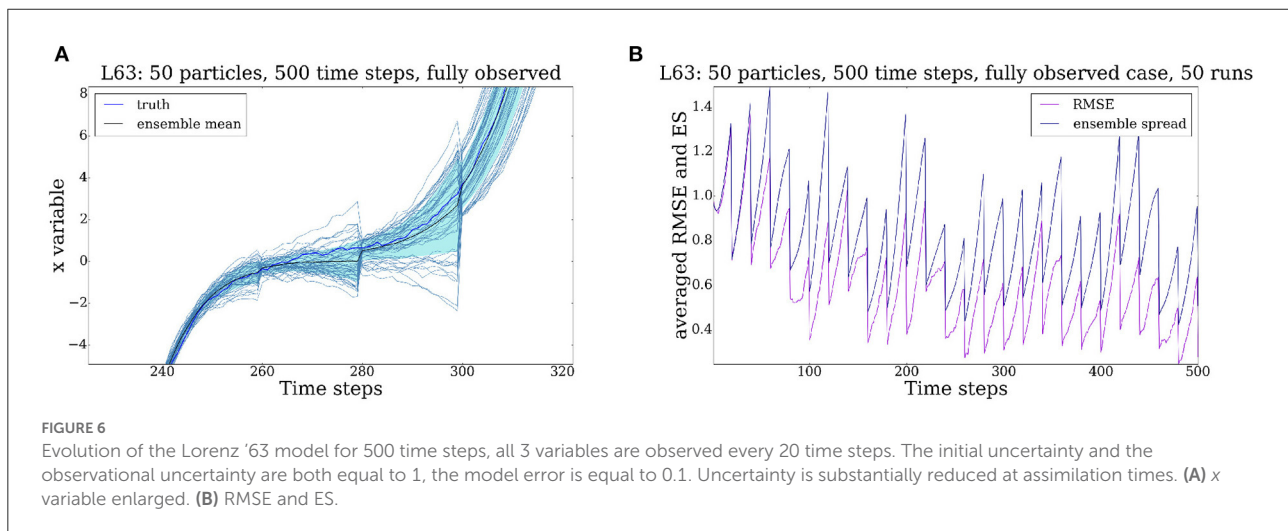 A
L63: 50 particles, 500 time steps, fully observed
truth
ensemble mean
x variable
8
6
4
2
0
−2
−4
240
260
280
300
320
Time steps
B
L63: 50 particles, 500 time steps, fully observed case, 50 runs
RMSE
ensemble spread
averaged RMSE and ES
1.4
1.2
1.0
0.8
0.6
0.4
100
200
300
400
500
Time steps
FIGURE 6
Evolution of the Lorenz ’63 model for 500 time steps, all 3 variables are observed every 20 time steps. The initial uncertainty and the
observational uncertainty are both equal to 1, the model error is equal to 0.1. Uncertainty is substantially reduced at assimilation times. (A) x
variable enlarged. (B) RMSE and ES.